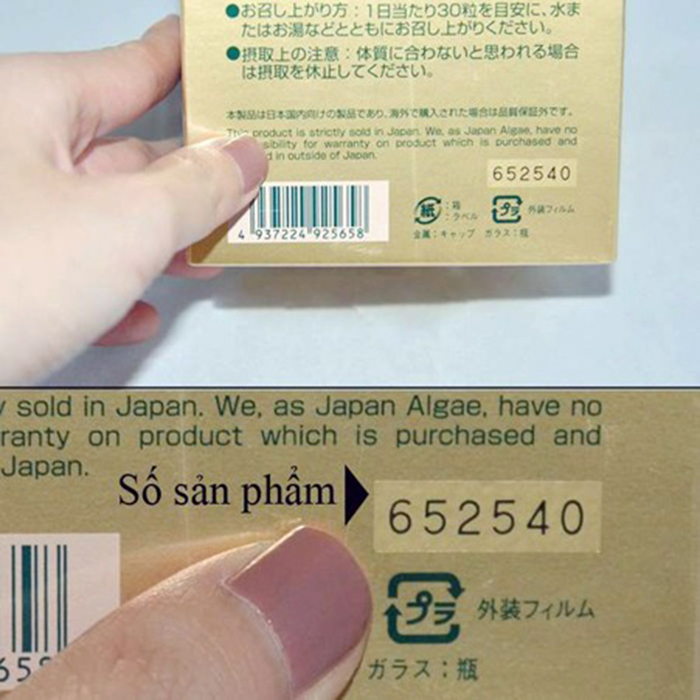 ●お召し上がり方：1日当たり30粒を目安に、水ま
たはお湯などとともにお召し上がりください。
●摂取上の注意：体質に合わないと思われる場合
は摂取を休止してください。
本製品は日本国内向けの製品であり、海外で購入された場合は品質保証外です。
This product is strictly sold in Japan. We, as Japan Algae, have no
sibility for warranty on product which is purchased and
d in outside of Japan.
652540
4 937224 925658
紙 ：箱
：ラベル
プラ 外装フィルム
金属：キャップ ガラス：瓶
y sold in Japan. We, as Japan Algae, have no
ranty on product which is purchased and
Japan.
Số sản phẩm
652540
プラ 外装フィルム
ガラス：瓶
658